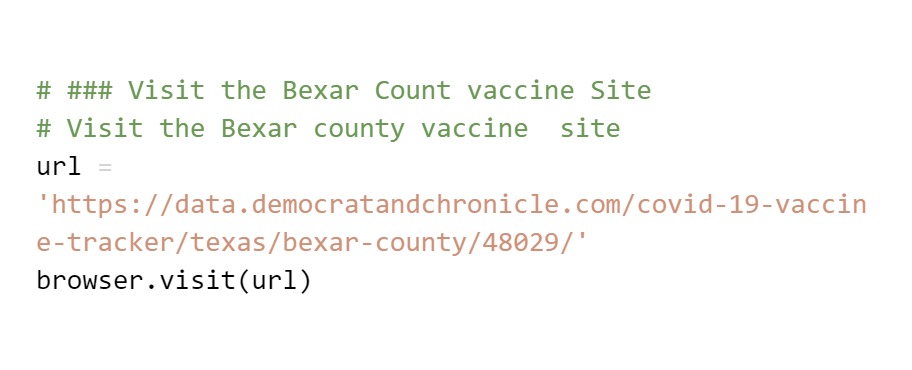 # ### Visit the Bexar Count vaccine Site
# Visit the Bexar county vaccine  site
url =
'https://data.democratandchronicle.com/covid-19-vaccin
e-tracker/texas/bexar-county/48029/'
browser.visit(url)